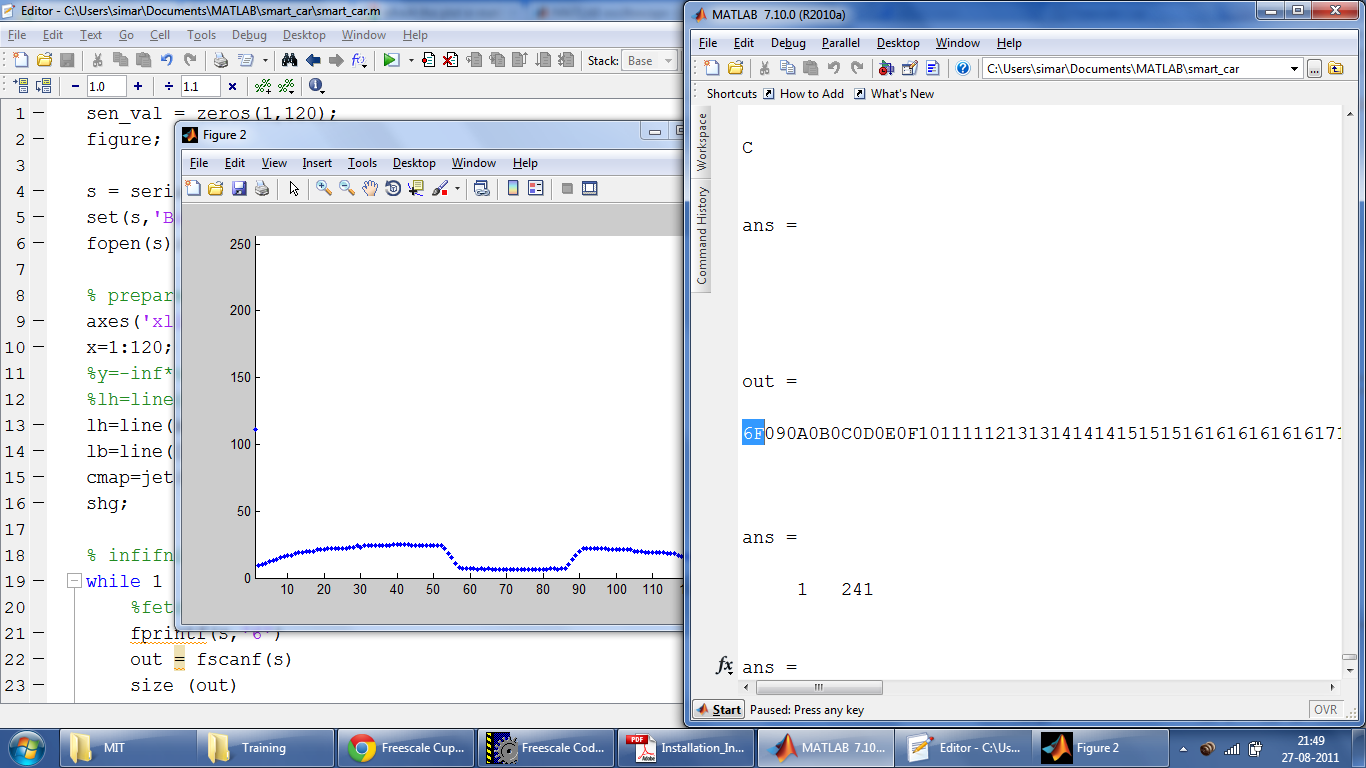 Editor - C:\Users\simar\Documents\MATLAB\smart_car\smart_car.m
File Edit Text Go Cell Tools Debug Desktop Window Help
Stack: Base
1.0 1.1
1 sen_val = zeros(1,120);
2 figure;
3
4 s = seri
5 set(s,'B
6 fopen(s)
7
8 % prepar
9 axes('xl
10 x=1:120;
11 %y=-inf*
12 %lh=line
13 lh=line(
14 lb=line(
15 cmap=jet
16 shg;
17
18 % infifn
19 while 1
20 %fet
21 fprintf(s,'6')
22 out = fscanf(s)
23 size (out)
Figure 2
File Edit View Insert Tools Desktop Window Help
250
200
150
100
50
0
10 20 30 40 50 60 70 80 90 100 110 1
MATLAB 7.10.0 (R2010a)
File Edit Debug Parallel Desktop Window Help
C:\Users\simar\Documents\MATLAB\smart_car
Shortcuts How to Add What's New
Workspace
Command History
C
ans =
out =
6F090A0B0C0D0E0F101111121313141414151515161616161616171
ans =
1 241
ans =
fx
Start Paused: Press any key OVR
MIT Training Freescale Cup... Freescale Cod... Installation_In... MATLAB 7.10... Editor - C:\Us... Figure 2 21:49
27-08-2011